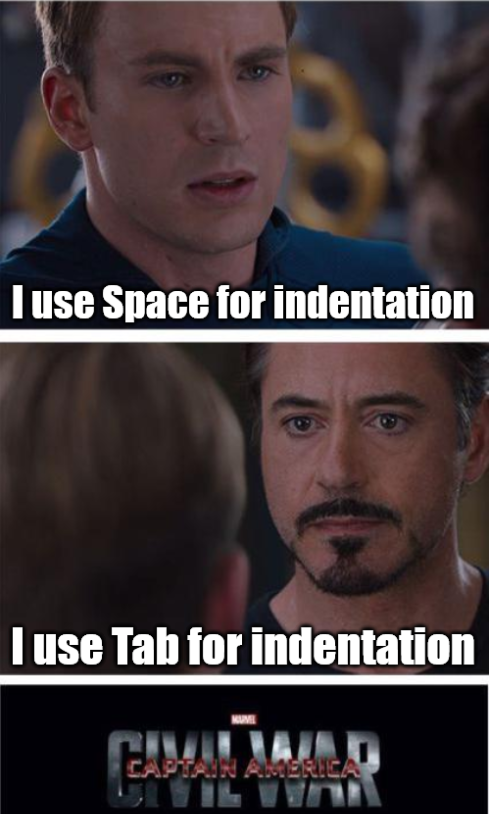 I use Space for indentation
I use Tab for indentation
MARVEL
CIVIL WAR
CAPTAIN AMERICA